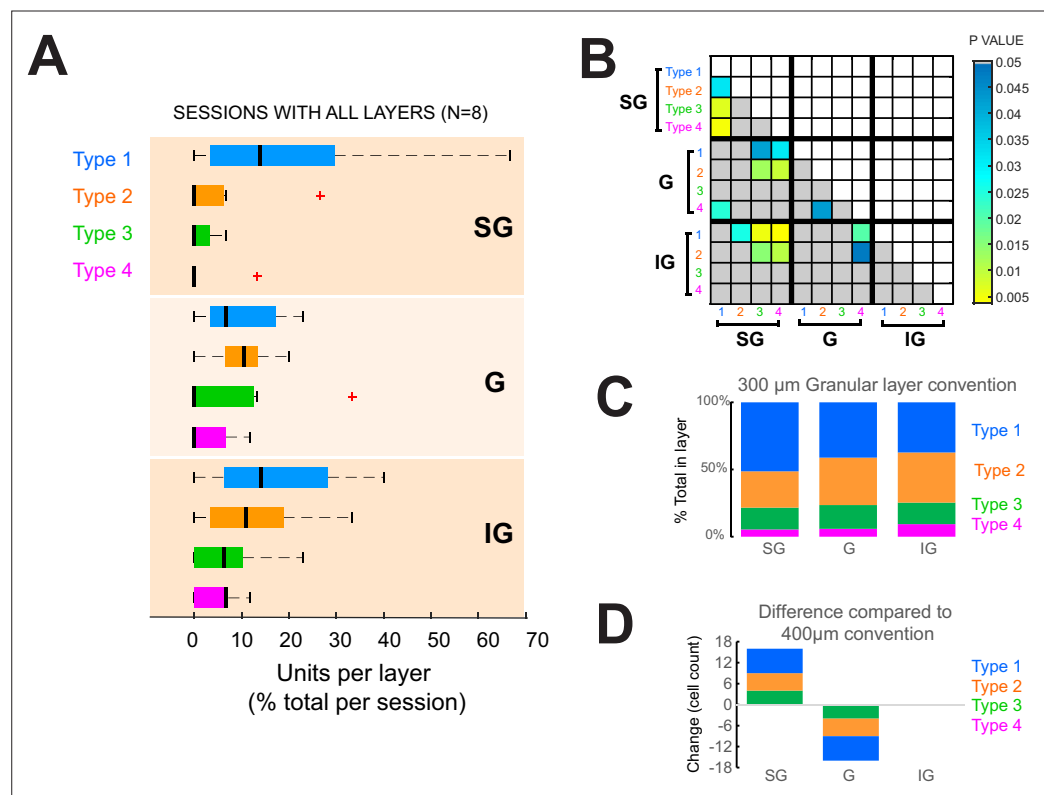 A
SESSIONS WITH ALL LAYERS (N=8)
Type 1
Type 2
Type 3
Type 4
SG
G
IG
0 10 20 30 40 50 60 70
Units per layer
(% total per session)
B
P VALUE
0.05
0.045
0.04
0.035
0.03
0.025
0.02
0.015
0.01
0.005
SG
Type 1
Type 2
Type 3
Type 4
G
1
2
3
4
IG
1
2
3
4
1 2 3 4 1 2 3 4 1 2 3 4
SG G IG
C
300 µm Granular layer convention
% Total in layer
100%
50%
0%
SG G IG
Type 1
Type 2
Type 3
Type 4
D
Difference compared to
400µm convention
Change (cell count)
18
12
6
0
-6
-12
-18
SG G IG
Type 1
Type 2
Type 3
Type 4